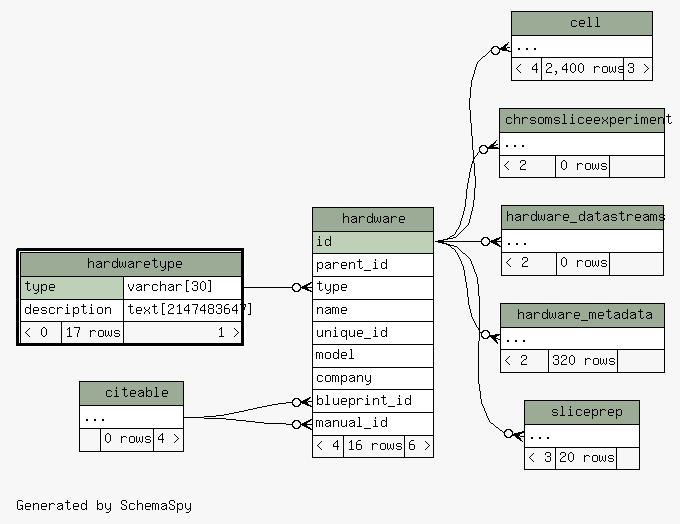 cell
...
< 4 2,400 rows 3 >
chrsomsliceexperiment
...
< 2 0 rows
hardware_datastreams
...
< 2 0 rows
hardware_metadata
...
< 2 320 rows
sliceprep
...
< 3 20 rows
hardware
id
parent_id
type
name
unique_id
model
company
blueprint_id
manual_id
< 4 16 rows 6 >
hardwaretype
type varchar[30]
description text[2147483647]
< 0 17 rows 1 >
citeable
...
0 rows 4 >
Generated by SchemaSpy